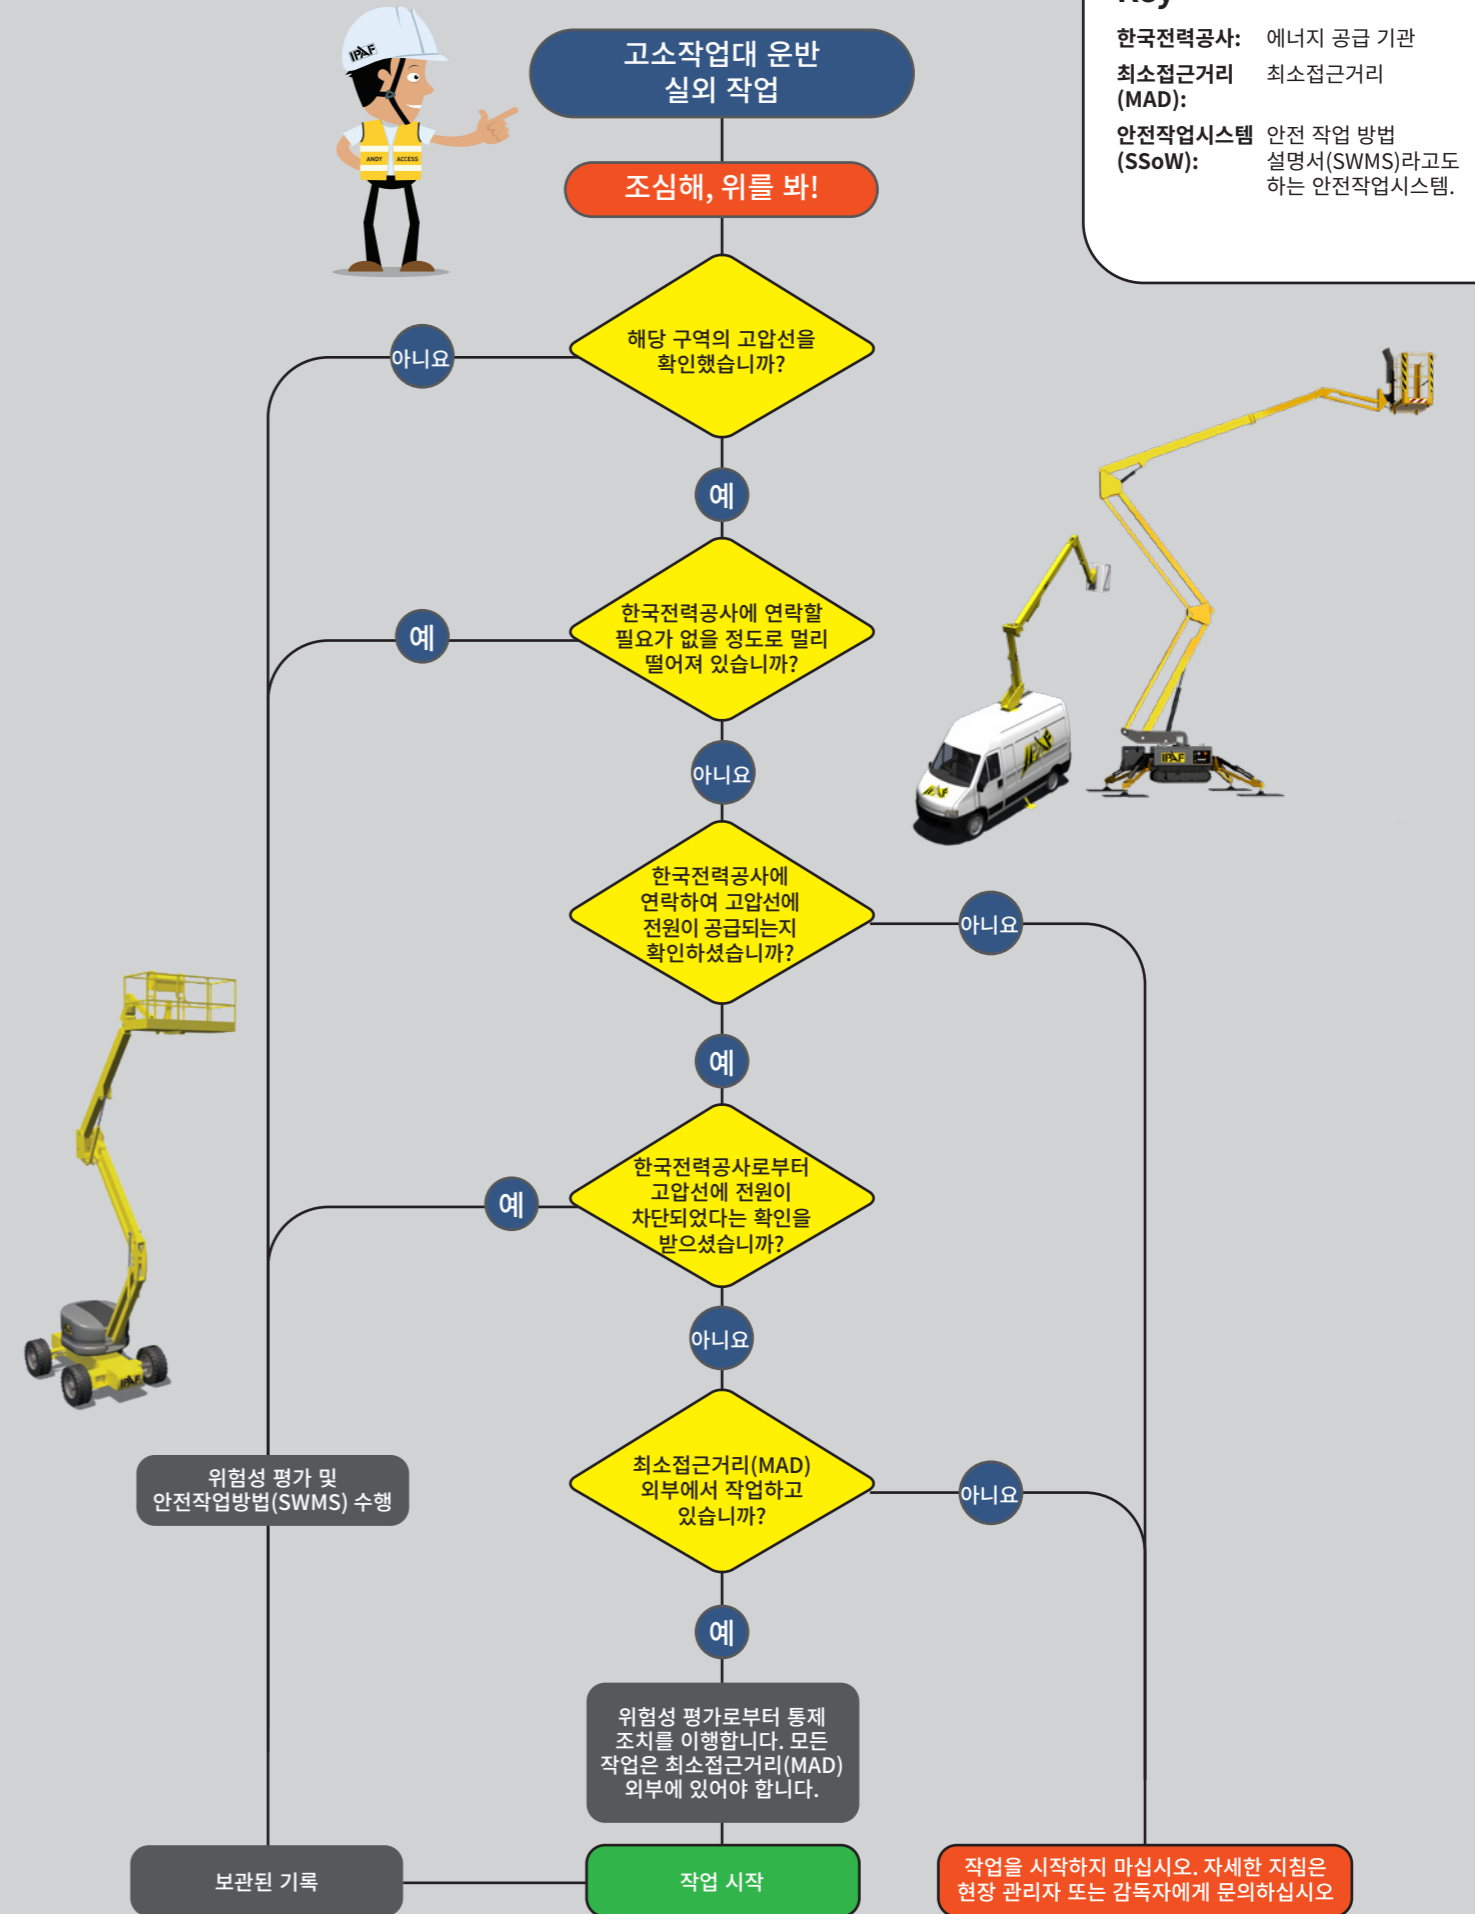 Key
한국전력공사: 에너지 공급 기관
최소접근거리 최소접근거리
(MAD):
안전작업시스템 안전 작업 방법
(SSoW): 설명서(SWMS)라고도
하는 안전작업시스템.
IPAF
ANDY ACCESS
고소작업대 운반
실외 작업
조심해, 위를 봐!
해당 구역의 고압선을
확인했습니까?
아니요
예
한국전력공사에 연락할
필요가 없을 정도로 멀리
떨어져 있습니까?
예
아니요
IPAF
IPAF
IPAF
한국전력공사에
연락하여 고압선에
전원이 공급되는지
확인하셨습니까?
아니요
예
한국전력공사로부터
고압선에 전원이
차단되었다는 확인을
받으셨습니까?
예
아니요
IPAF
최소접근거리(MAD)
외부에서 작업하고
있습니까?
아니요
위험성 평가 및
안전작업방법(SWMS) 수행
예
위험성 평가로부터 통제
조치를 이행합니다. 모든
작업은 최소접근거리(MAD)
외부에 있어야 합니다.
보관된 기록
작업 시작
작업을 시작하지 마십시오. 자세한 지침은
현장 관리자 또는 감독자에게 문의하십시오